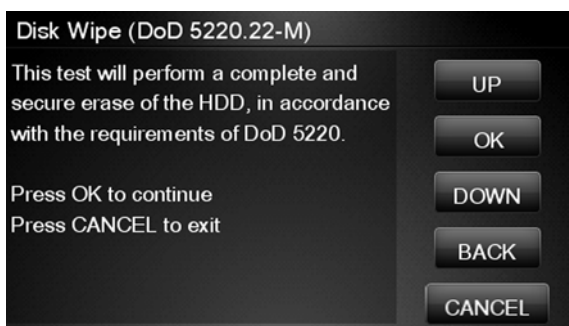 Disk Wipe (DoD 5220.22-M)
This test will perform a complete and
secure erase of the HDD, in accordance
with the requirements of DoD 5220.
Press OK to continue
Press CANCEL to exit
UP
OK
DOWN
BACK
CANCEL